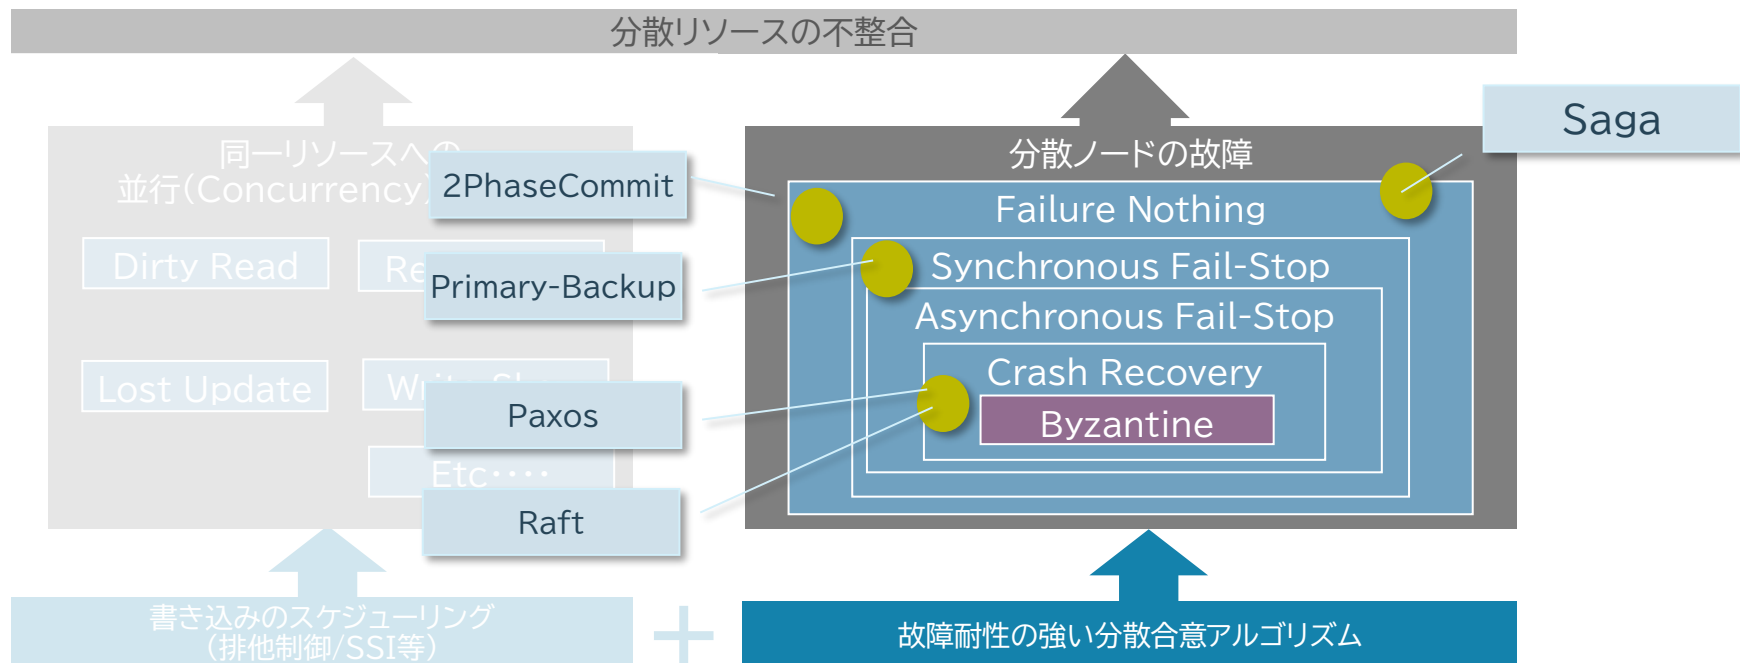 分散リソースの不整合
Saga
同一リソースへの
並行(Concurrency)
分散ノードの故障
2PhaseCommit
Failure Nothing
Dirty Read
Primary-Backup
Synchronous Fail-Stop
Asynchronous Fail-Stop
Lost Update
Crash Recovery
Paxos
Byzantine
Etc・・・・
Raft
書き込みのスケジューリング
（排他制御/SSI等）
+
故障耐性の強い分散合意アルゴリズム